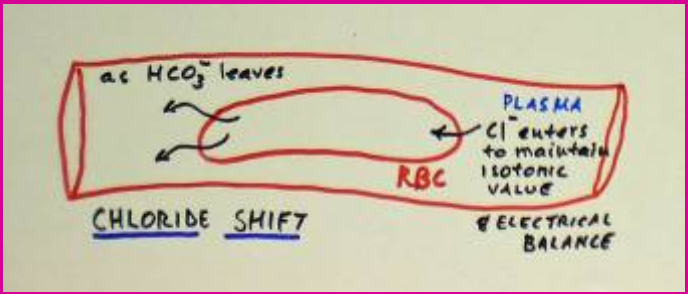 as HCO₃⁻ leaves
PLASMA
Cl⁻ enters
to maintain
ISOTONIC
VALUE
RBC
CHLORIDE SHIFT
& ELECTRICAL
BALANCE